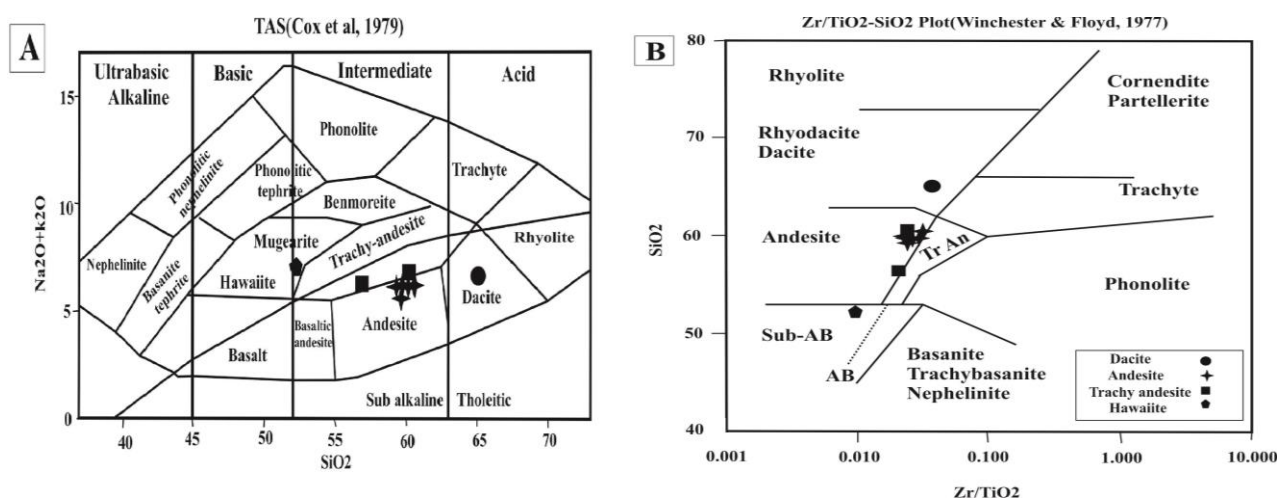 A
TAS(Cox et al, 1979)
Ultrabasic
Alkaline
Basic
Intermediate
Acid
Phonolite
Phonolitic
nephelinite
Phonolitic
tephrite
Trachyte
Benmoreite
Mugearite
Trachy-andesite
Rhyolite
Nephelinite
Basanite
tephrite
Hawaiite
Dacite
Basaltic
andesite
Andesite
Basalt
Sub alkaline
Tholeitic
Na2O+k2O
15
10
5
0
40
45
50
55
60
65
70
SiO2
B
Zr/TiO2-SiO2 Plot(Winchester & Floyd, 1977)
Rhyolite
Cornendite
Partellerite
Rhyodacite
Dacite
Trachyte
Andesite
Tr An
Phonolite
Sub-AB
AB
Basanite
Trachybasanite
Nephelinite
Dacite
Andesite
Trachy andesite
Hawaiite
SiO2
80
70
60
50
40
0.001
0.010
0.100
1.000
10.000
Zr/TiO2